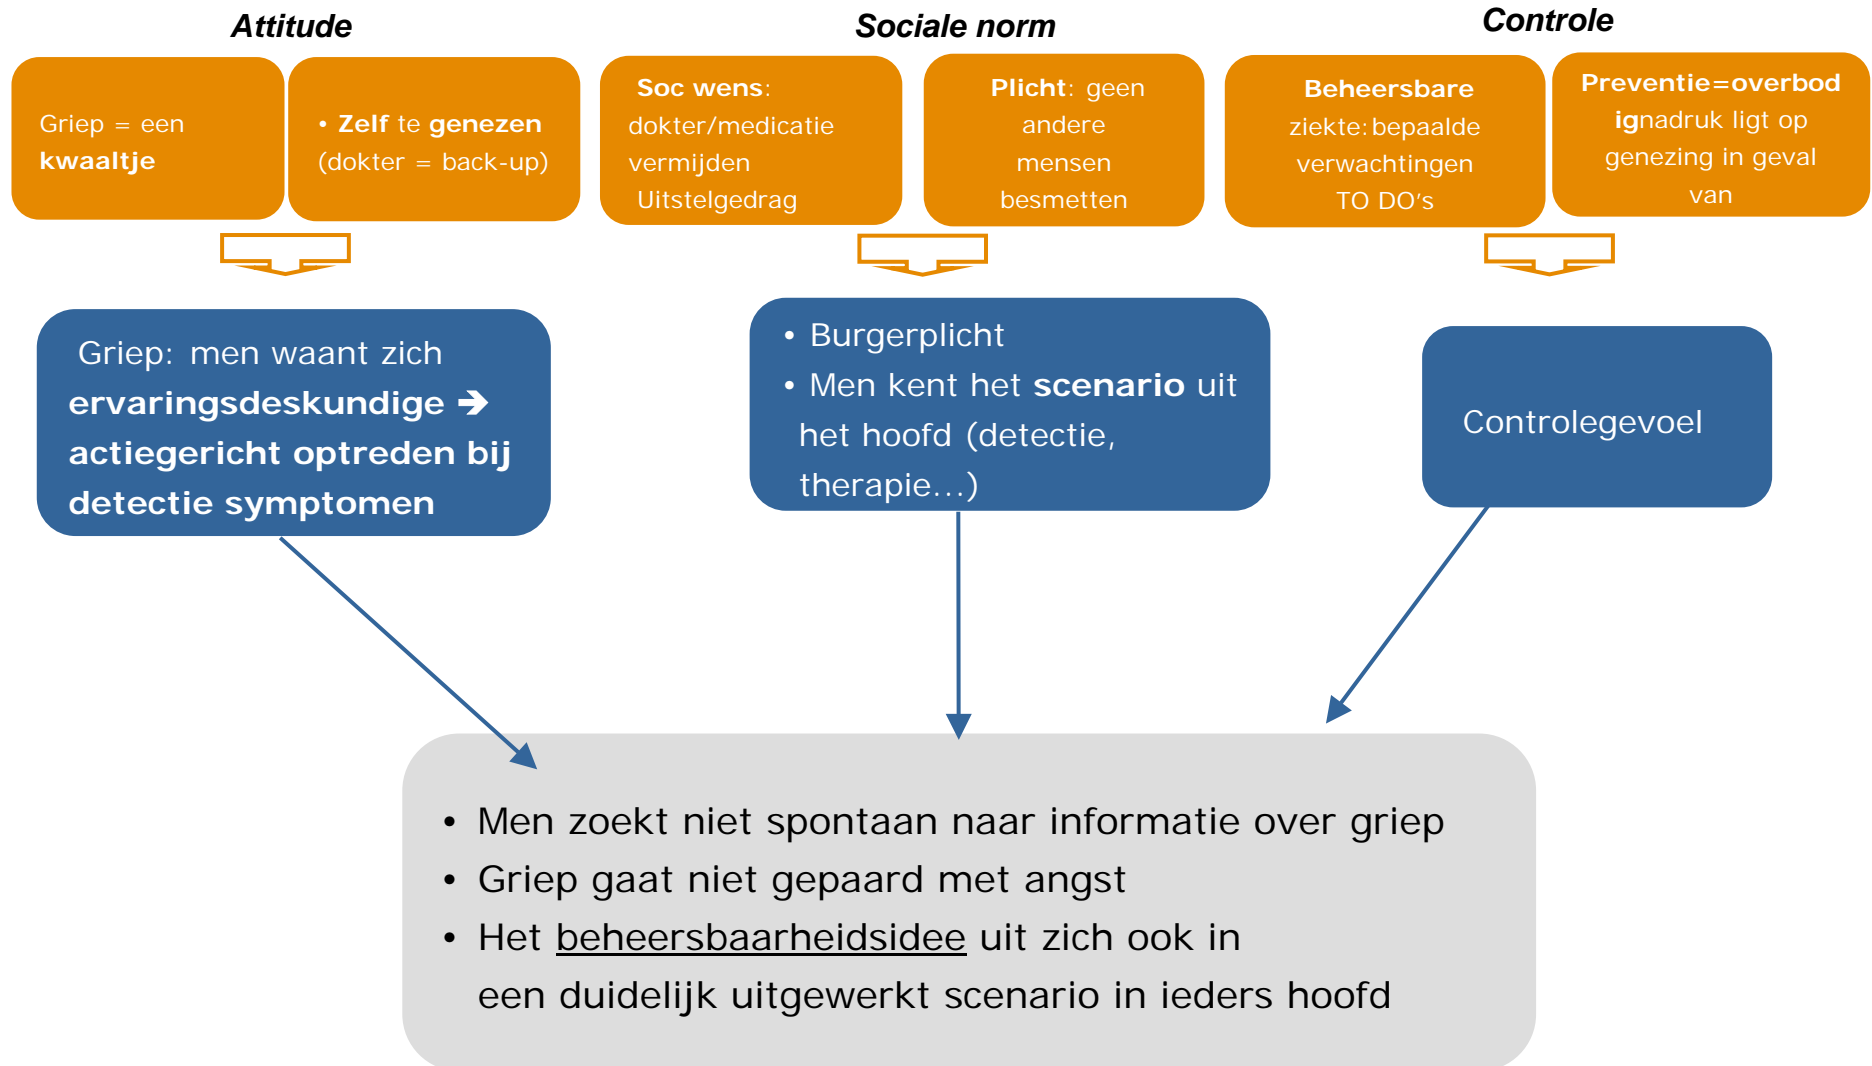 Attitude
Sociale norm
Controle
Griep = een
kwaaltje
• Zelf te genezen
(dokter = back-up)
Soc wens:
dokter/medicatie
vermijden
Uitstelgedrag
Plicht: geen
andere
mensen
besmetten
Beheersbare
ziekte: bepaalde
verwachtingen
TO DO's
Preventie=overbod
ignadruk ligt op
genezing in geval
van
Griep: men waant zich
ervaringsdeskundige ➔
actiegericht optreden bij
detectie symptomen
• Burgerplicht
• Men kent het scenario uit
het hoofd (detectie,
therapie...)
Controlegevoel
• Men zoekt niet spontaan naar informatie over griep
• Griep gaat niet gepaard met angst
• Het beheersbaarheidsidee uit zich ook in
een duidelijk uitgewerkt scenario in ieders hoofd